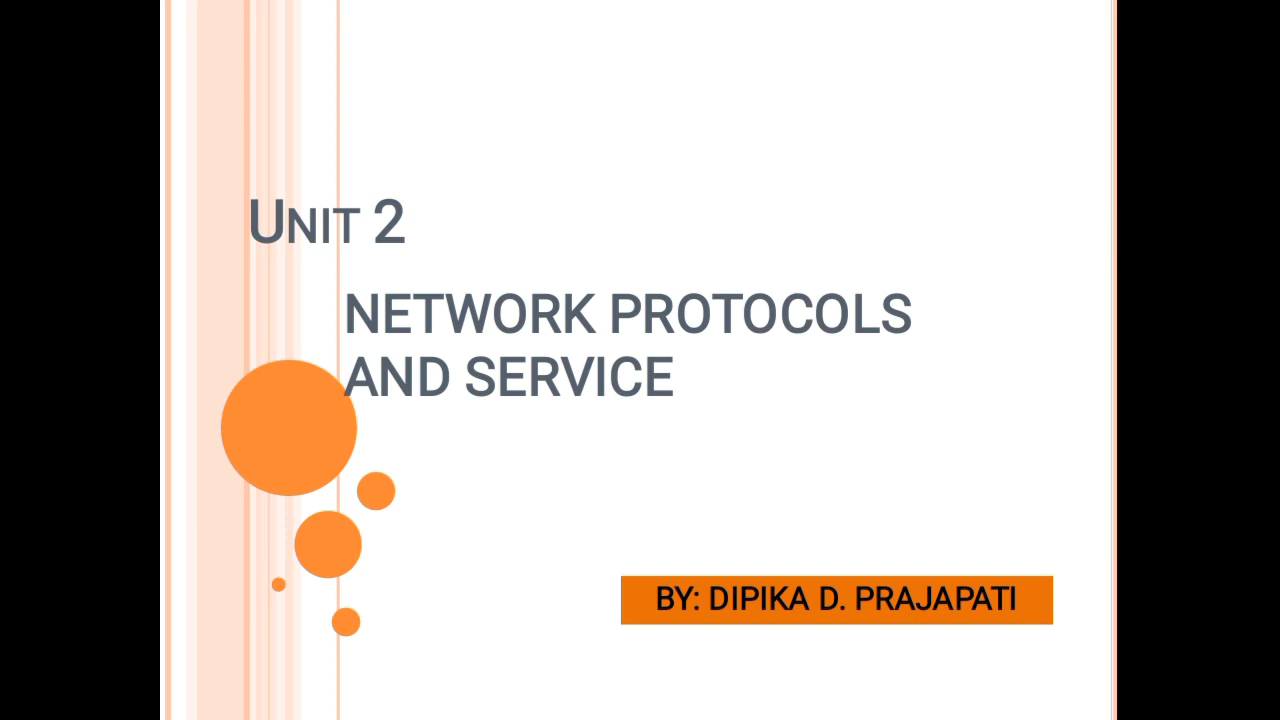 UNIT 2
NETWORK PROTOCOLS
AND SERVICE
BY: DIPIKA D. PRAJAPATI